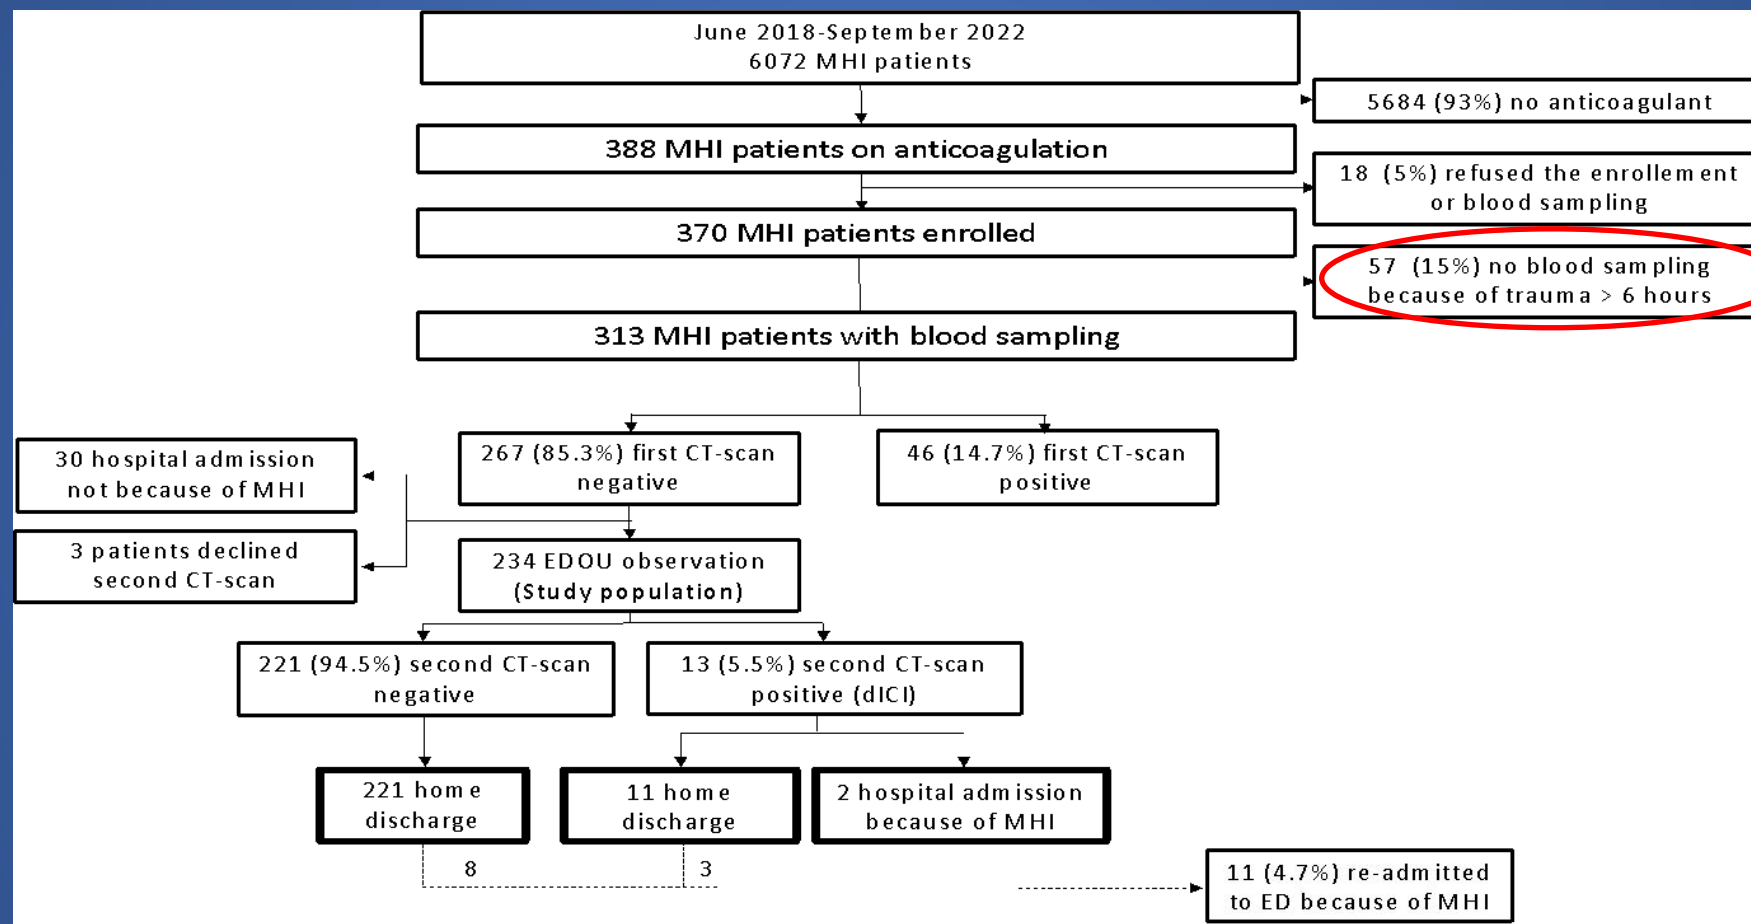 June 2018-September 2022
6072 MHI patients
5684 (93%) no anticoagulant
388 MHI patients on anticoagulation
18 (5%) refused the enrollement
or blood sampling
370 MHI patients enrolled
57 (15%) no blood sampling
because of trauma > 6 hours
313 MHI patients with blood sampling
30 hospital admission
not because of MHI
267 (85.3%) first CT-scan
negative
46 (14.7%) first CT-scan
positive
3 patients declined
second CT-scan
234 EDOU observation
(Study population)
221 (94.5%) second CT-scan
negative
13 (5.5%) second CT-scan
positive (dICI)
221 home
discharge
11 home
discharge
2 hospital admission
because of MHI
8
3
11 (4.7%) re-admitted
to ED because of MHI